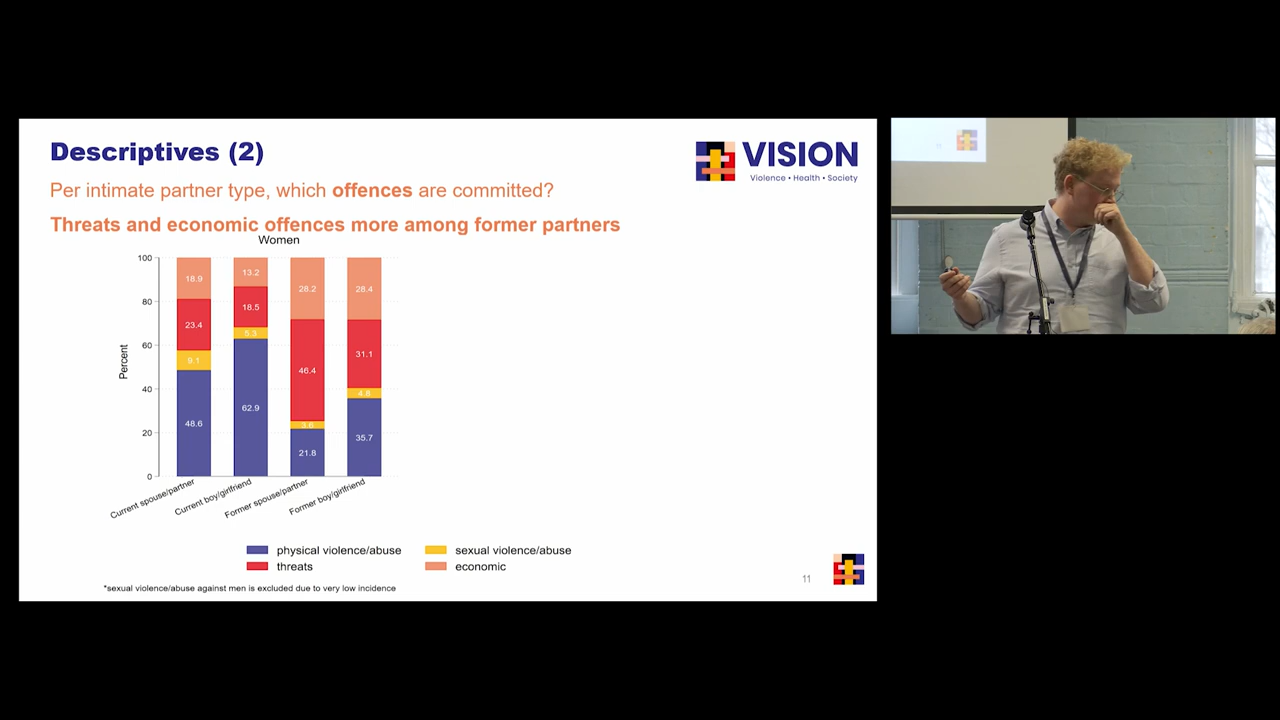 Descriptives (2)
VISION
Violence • Health • Society
Per intimate partner type, which offences are committed?
Threats and economic offences more among former partners
Women
Percent
100
80
60
40
20
0
18.9
23.4
9.1
48.6
13.2
18.5
5.3
62.9
28.2
46.4
3.6
21.8
28.4
31.1
4.8
35.7
Current spouse/partner
Current boy/girlfriend
Former spouse/partner
Former boy/girlfriend
physical violence/abuse
sexual violence/abuse
threats
economic
*sexual violence/abuse against men is excluded due to very low incidence
11